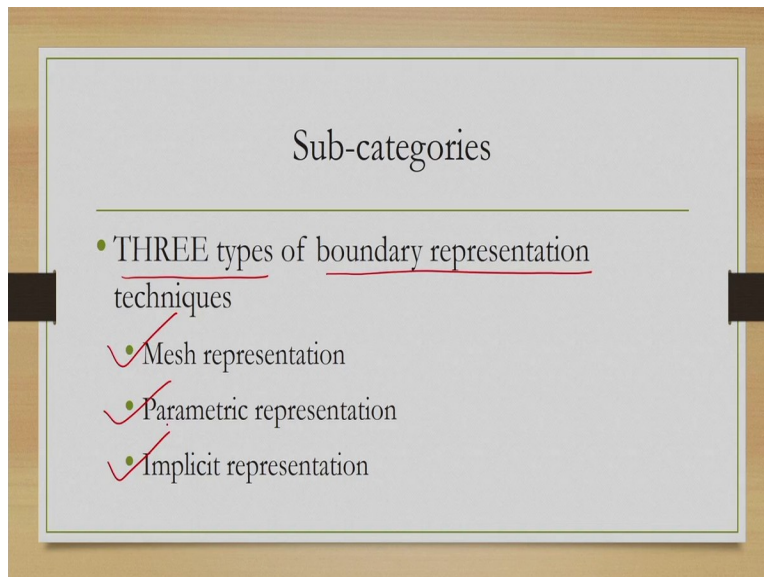 Sub-categories
• THREE types of boundary representation
techniques
• Mesh representation
• Parametric representation
• Implicit representation